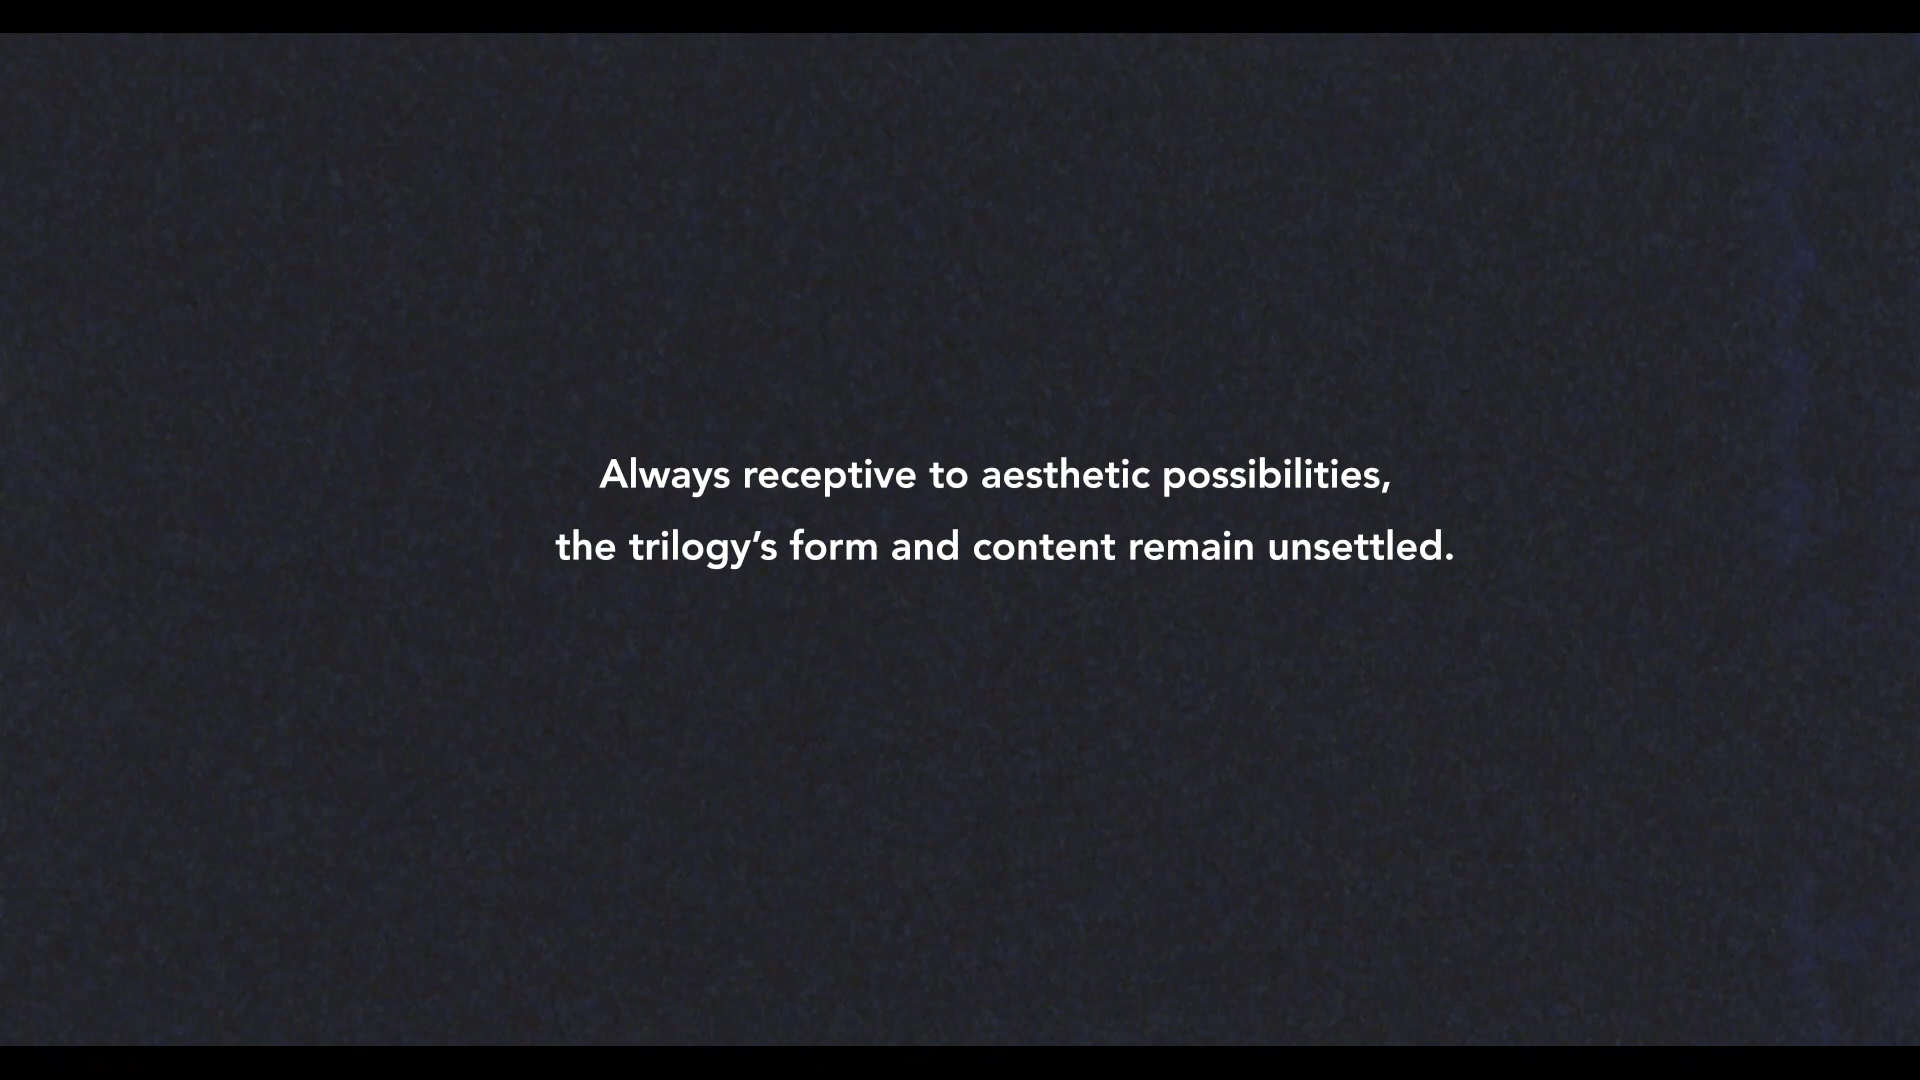 Always receptive to aesthetic possibilities,
the trilogy’s form and content remain unsettled.